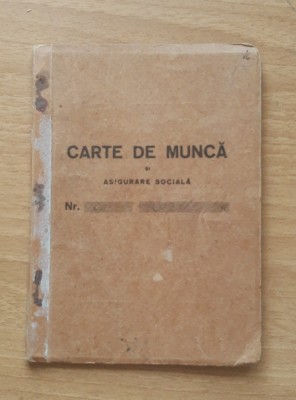 CARTE DE MUNCĂ
ȘI
ASIGURARE SOCIALĂ
Nr.